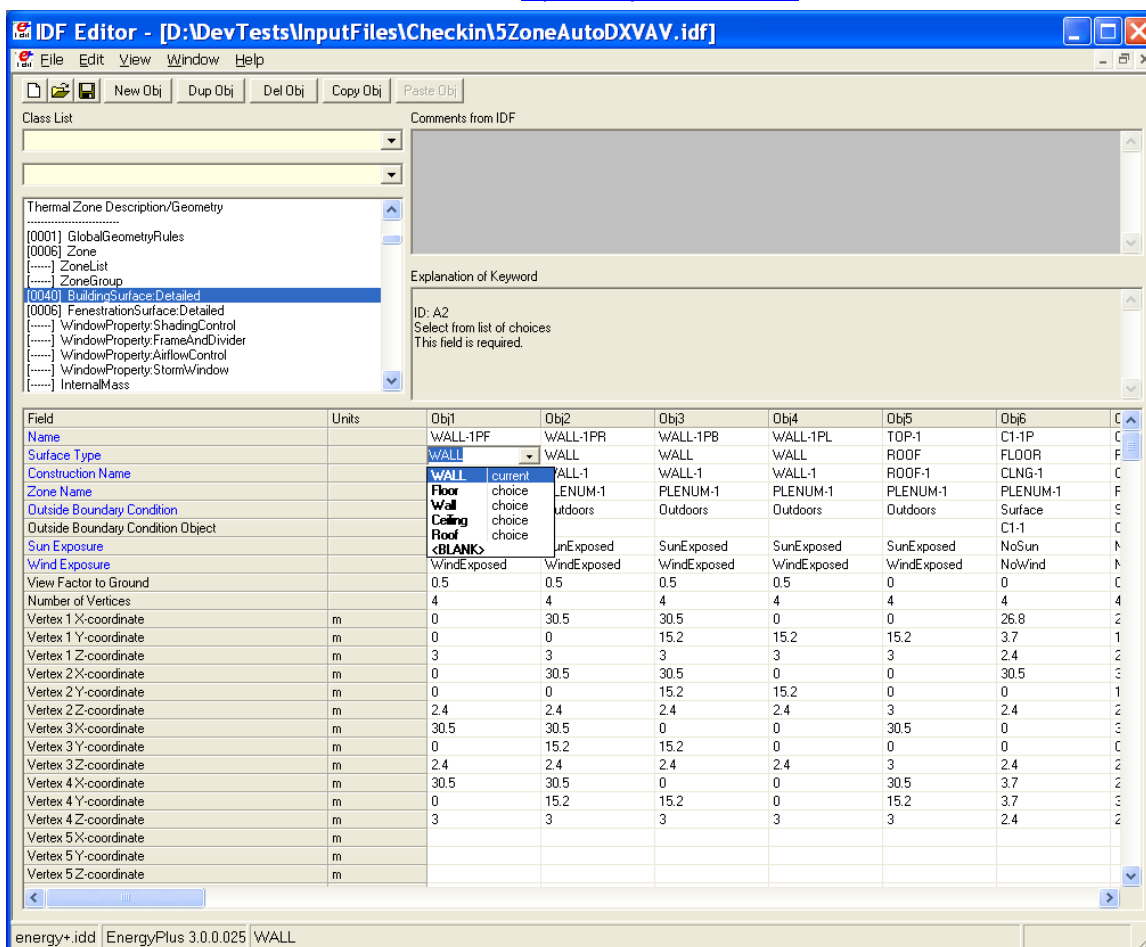 IDF Editor - [D:\DevTests\InputFiles\Checkin\5ZoneAutoDXVAV.idf]
File Edit View Window Help
New Obj Dup Obj Del Obj Copy Obj Paste Obj
Class List
Comments from IDF
Thermal Zone Description/Geometry
----------------------------
[0001] GlobalGeometryRules
[0006] Zone
[------] ZoneList
[------] ZoneGroup
[0040] BuildingSurface:Detailed
[0006] FenestrationSurface:Detailed
[------] WindowProperty:ShadingControl
[------] WindowProperty:FrameAndDivider
[------] WindowProperty:AirflowControl
[------] WindowProperty:StormWindow
[------] InternalMass
Explanation of Keyword
ID: A2
Select from list of choices
This field is required.
Field Units Obj1 Obj2 Obj3 Obj4 Obj5 Obj6
Name WALL-1PF WALL-1PR WALL-1PB WALL-1PL TOP-1 C1-1P
Surface Type WALL WALL WALL WALL ROOF FLOOR
Construction Name WALL-1 WALL-1 WALL-1 ROOF-1 CLNG-1
Zone Name PLENUM-1 PLENUM-1 PLENUM-1 PLENUM-1
Outside Boundary Condition Outdoors Outdoors Outdoors Surface
Outside Boundary Condition Object C1-1
Sun Exposure SunExposed SunExposed SunExposed SunExposed NoSun
Wind Exposure WindExposed WindExposed WindExposed WindExposed WindExposed NoWind
WALL current
Floor choice
Wall choice
Ceiling choice
Roof choice
<BLANK>
View Factor to Ground 0.5 0.5 0.5 0.5 0 0
Number of Vertices 4 4 4 4 4 4
Vertex 1 X-coordinate m 0 30.5 30.5 0 0 26.8
Vertex 1 Y-coordinate m 0 0 15.2 15.2 15.2 3.7
Vertex 1 Z-coordinate m 3 3 3 3 3 2.4
Vertex 2 X-coordinate m 0 30.5 30.5 0 0 30.5
Vertex 2 Y-coordinate m 0 0 15.2 15.2 0 0
Vertex 2 Z-coordinate m 2.4 2.4 2.4 2.4 3 2.4
Vertex 3 X-coordinate m 30.5 30.5 0 0 30.5 0
Vertex 3 Y-coordinate m 0 15.2 15.2 0 0 0
Vertex 3 Z-coordinate m 2.4 2.4 2.4 2.4 3 2.4
Vertex 4 X-coordinate m 30.5 30.5 0 0 30.5 3.7
Vertex 4 Y-coordinate m 0 15.2 15.2 0 15.2 3.7
Vertex 4 Z-coordinate m 3 3 3 3 3 2.4
Vertex 5 X-coordinate m
Vertex 5 Y-coordinate m
Vertex 5 Z-coordinate m
energy+.idd EnergyPlus 3.0.0.025 WALL